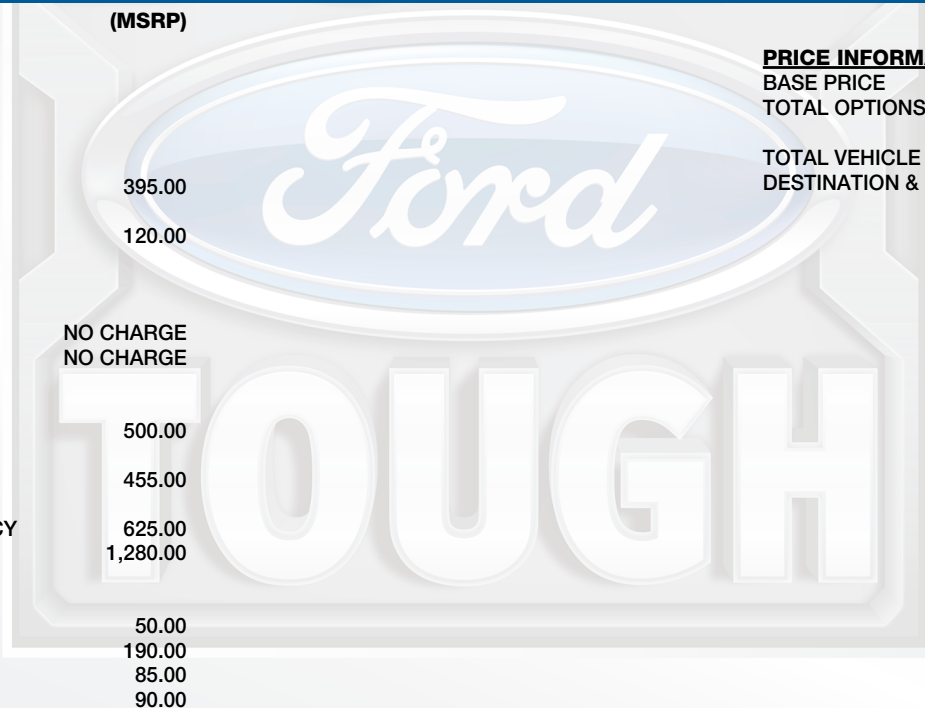 (MSRP)
395.00
120.00
NO CHARGE
NO CHARGE
500.00
455.00
CY 625.00
1,280.00
50.00
190.00
85.00
90.00
PRICE INFORMA
BASE PRICE
TOTAL OPTIONS
TOTAL VEHICLE
DESTINATION &
Ford
TOUGH